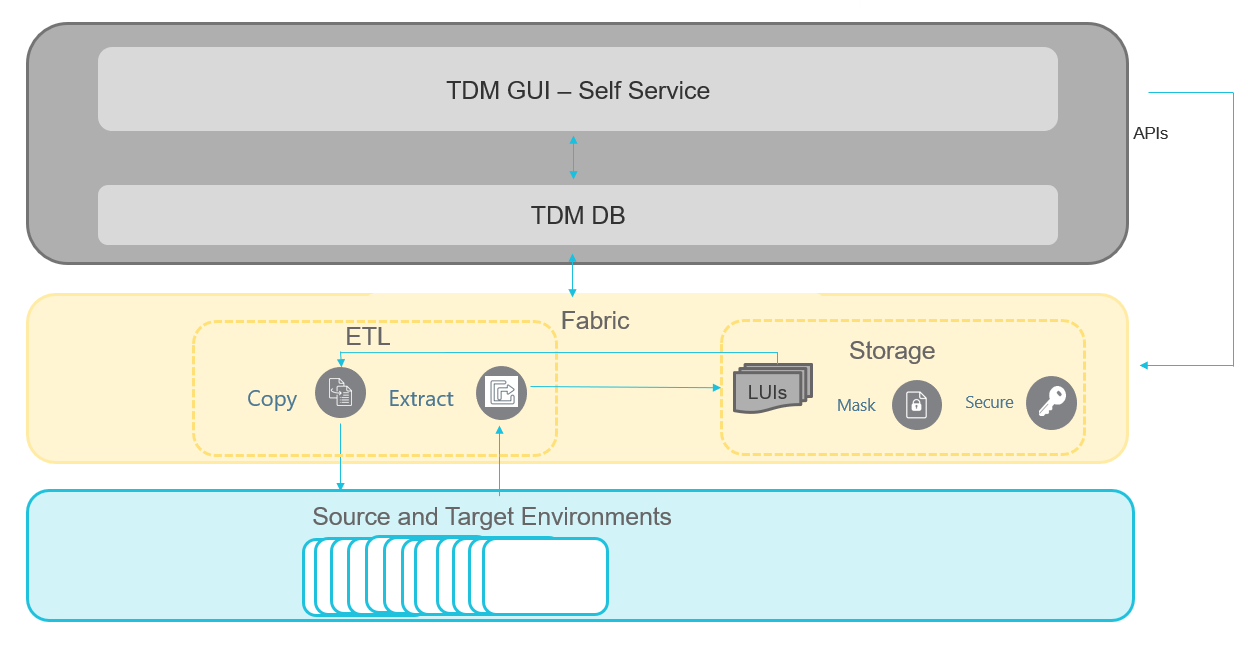 TDM GUI – Self Service
APIs
TDM DB
Fabric
ETL
Storage
Copy
Extract
LUIs
Mask
Secure
Source and Target Environments